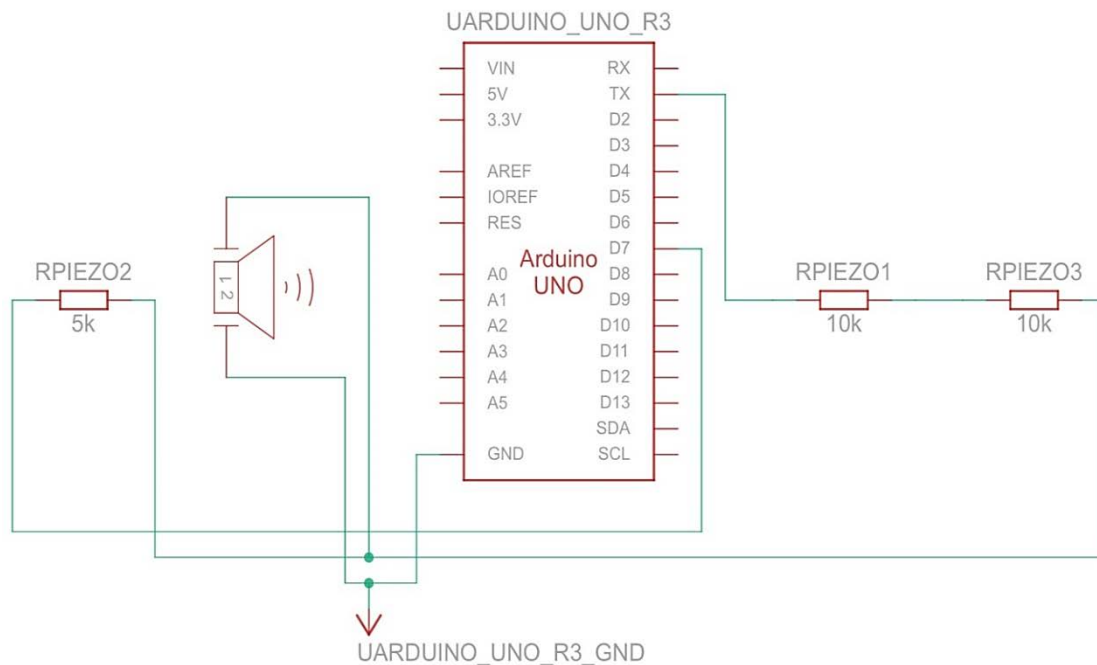 UARDUINO_UNO_R3
VIN
5V
3.3V
AREF
IOREF
RES
A0
A1
A2
A3
A4
A5
GND
Arduino
UNO
RX
TX
D2
D3
D4
D5
D6
D7
D8
D9
D10
D11
D12
D13
SDA
SCL
RPIEZO2
5k
1
2
RPIEZO1
10k
RPIEZO3
10k
UARDUINO_UNO_R3_GND